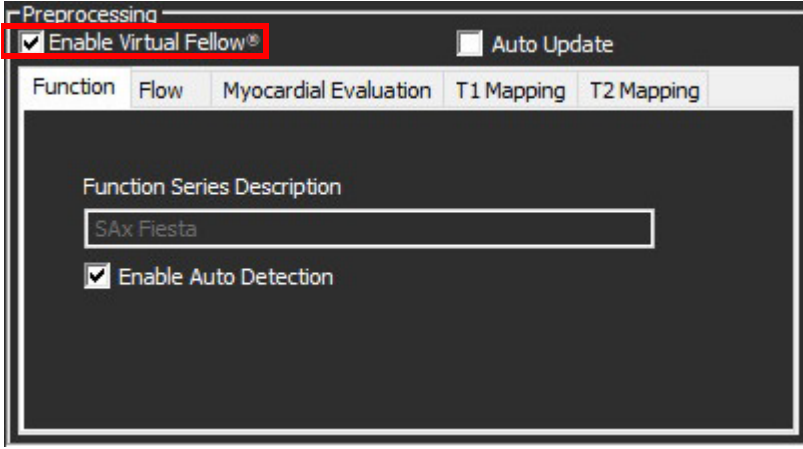 Preprocessing
Enable Virtual Fellow® Auto Update
Function Flow Myocardial Evaluation T1 Mapping T2 Mapping
Function Series Description
SAx Fiesta
Enable Auto Detection